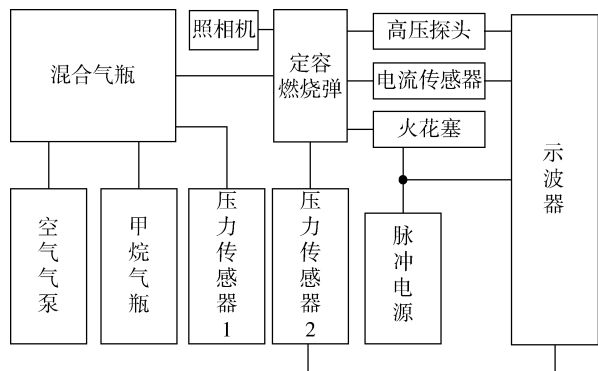 混合气瓶
照相机
定容
燃烧弹
高压探头
电流传感器
火花塞
示波器
空气气泵
甲烷气瓶
压力传感器1
压力传感器2
脉冲电源